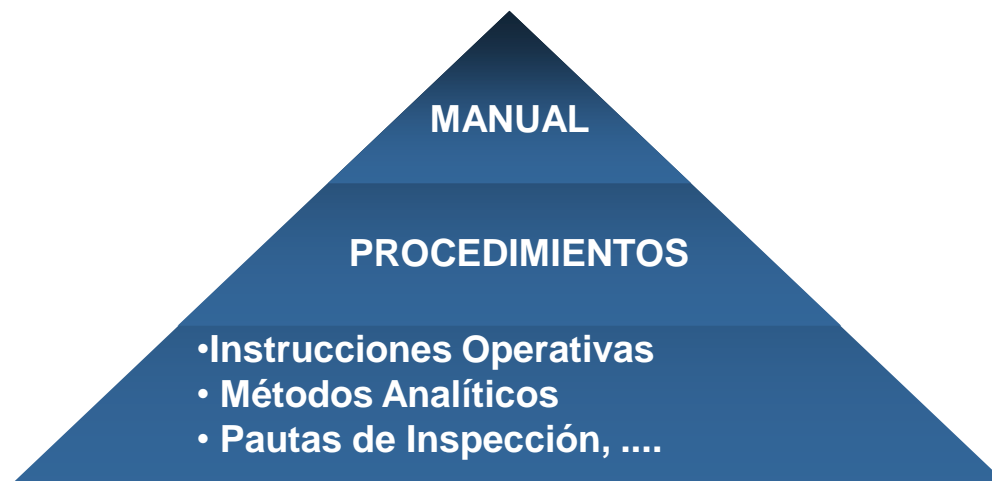 MANUAL
PROCEDIMIENTOS
•Instrucciones Operativas
• Métodos Analíticos
• Pautas de Inspección, ....